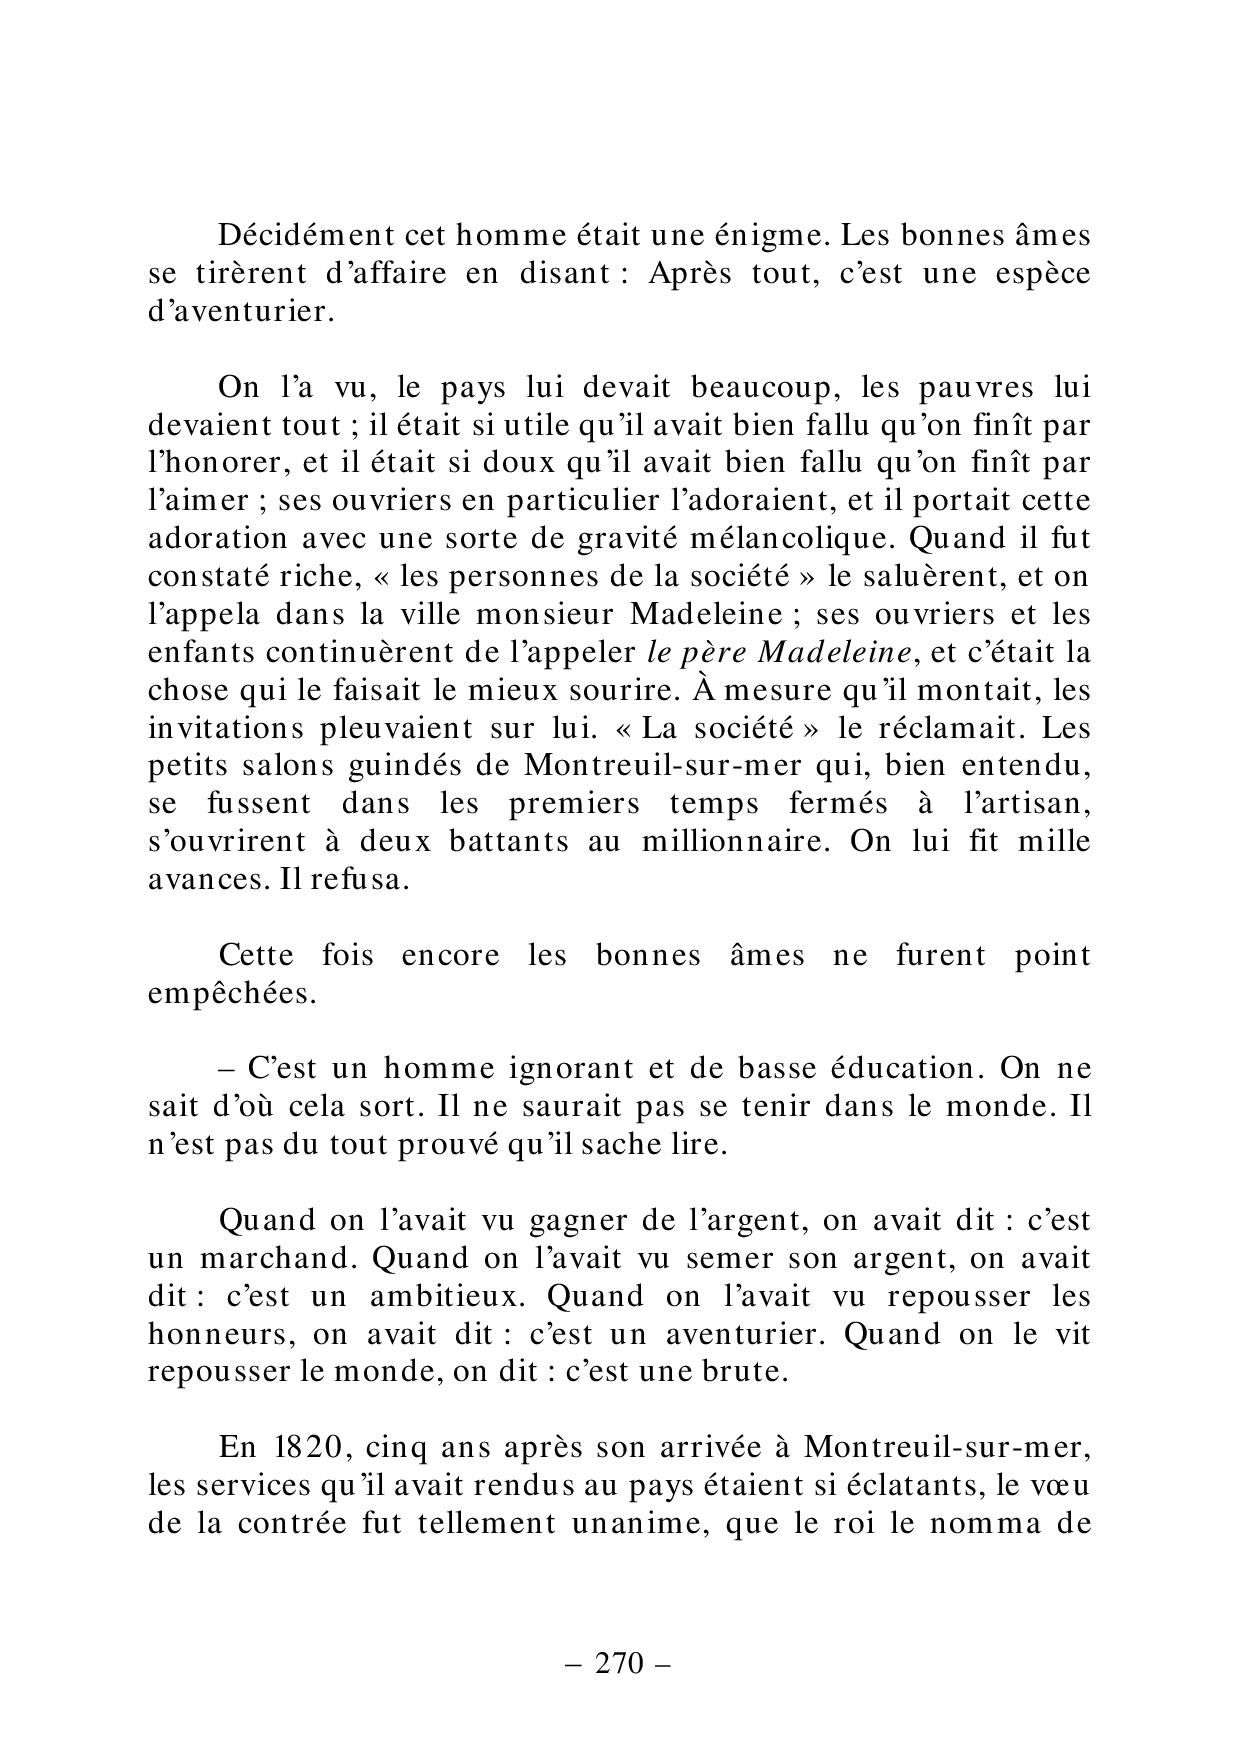 Décidément cet homme était une énigme. Les bonnes âmes
se tirèrent d’affaire en disant : Après tout, c’est une espèce
d’aventurier.
On l’a vu, le pays lui devait beaucoup, les pauvres lui
devaient tout ; il était si utile qu’il avait bien fallu qu’on finît par
l’honorer, et il était si doux qu’il avait bien fallu qu’on finît par
l’aimer ; ses ouvriers en particulier l’adoraient, et il portait cette
adoration avec une sorte de gravité mélancolique. Quand il fut
constaté riche, « les personnes de la société » le saluèrent, et on
l’appela dans la ville monsieur Madeleine ; ses ouvriers et les
enfants continuèrent de l’appeler le père Madeleine, et c’était la
chose qui le faisait le mieux sourire. À mesure qu’il montait, les
invitations pleuvaient sur lui. « La société » le réclamait. Les
petits salons guindés de Montreuil-sur-mer qui, bien entendu,
se fussent dans les premiers temps fermés à l’artisan,
s’ouvrirent à deux battants au millionnaire. On lui fit mille
avances. Il refusa.
Cette fois encore les bonnes âmes ne furent point
empêchées.
– C’est un homme ignorant et de basse éducation. On ne
sait d’où cela sort. Il ne saurait pas se tenir dans le monde. Il
n’est pas du tout prouvé qu’il sache lire.
Quand on l’avait vu gagner de l’argent, on avait dit : c’est
un marchand. Quand on l’avait vu semer son argent, on avait
dit : c’est un ambitieux. Quand on l’avait vu repousser les
honneurs, on avait dit : c’est un aventurier. Quand on le vit
repousser le monde, on dit : c’est une brute.
En 1820, cinq ans après son arrivée à Montreuil-sur-mer,
les services qu’il avait rendus au pays étaient si éclatants, le vœu
de la contrée fut tellement unanime, que le roi le nomma de
– 270 –